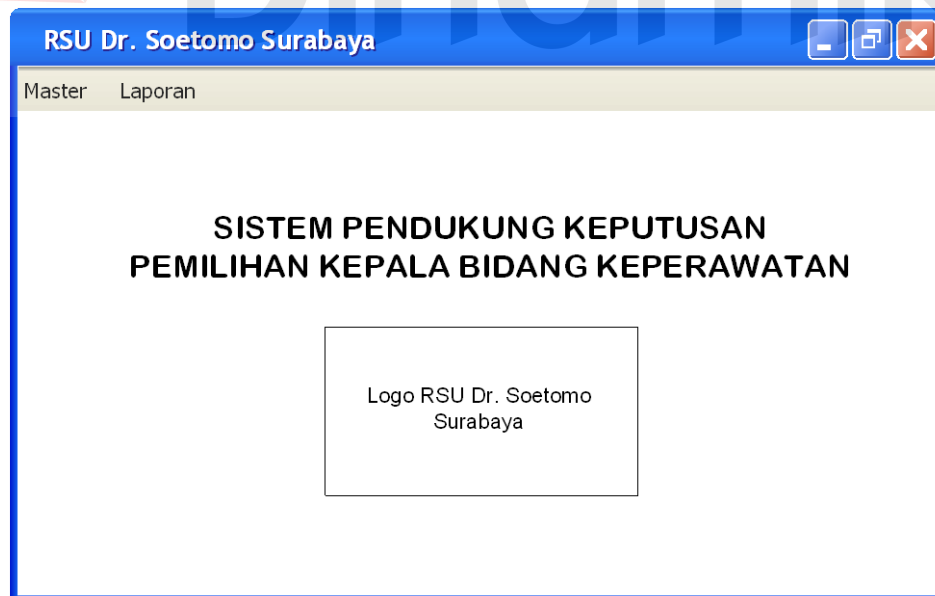 RSU Dr. Soetomo Surabaya
Master Laporan
SISTEM PENDUKUNG KEPUTUSAN
PEMILIHAN KEPALA BIDANG KEPERAWATAN
Logo RSU Dr. Soetomo
Surabaya